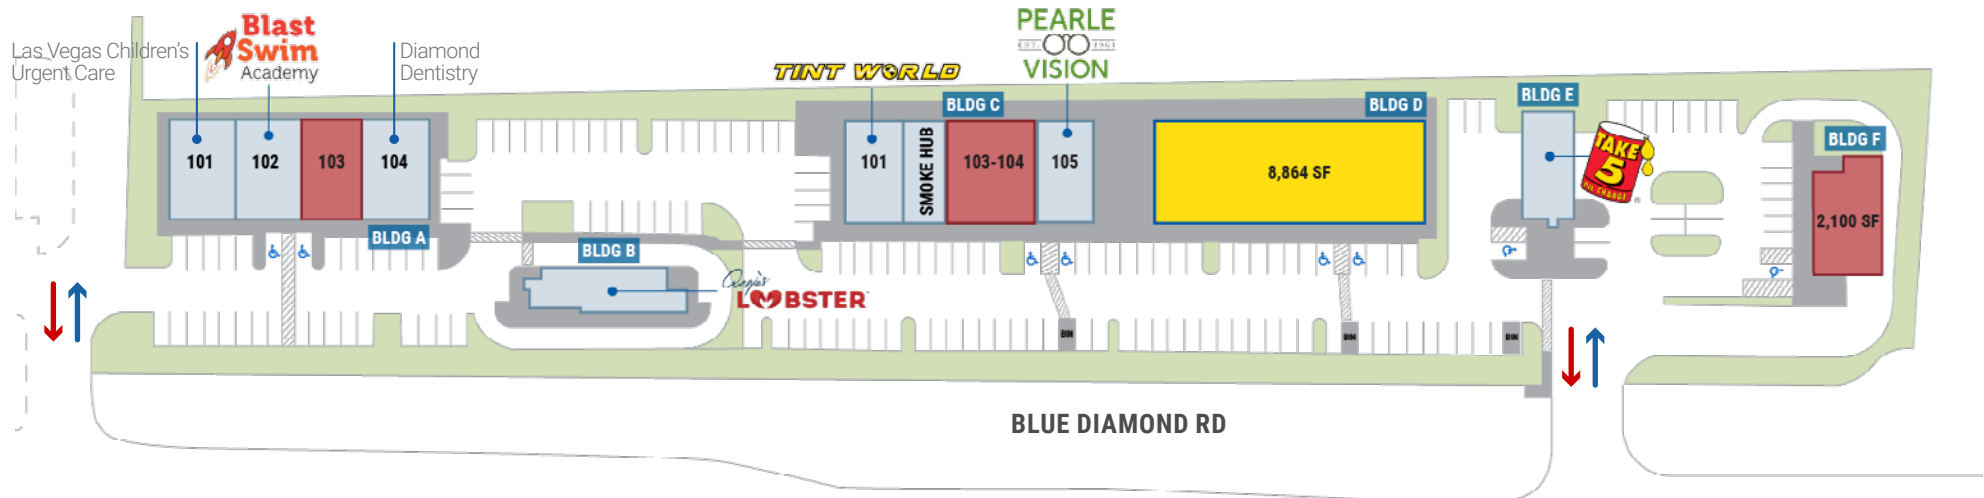 Las Vegas Children's
Urgent Care
Blast
Swim
Academy
Diamond
Dentistry
TINT WORLD
PEARLE
EST. 1961
VISION
BLDG C
BLDG D
BLDG E
BLDG F
101
102
103
104
101
SMOKE HUB
103-104
105
8,864 SF
TAKE
5
OIL CHANGE
2,100 SF
BLDG A
BLDG B
Angie's
LOBSTER
BIN
BIN
BIN
BLUE DIAMOND RD